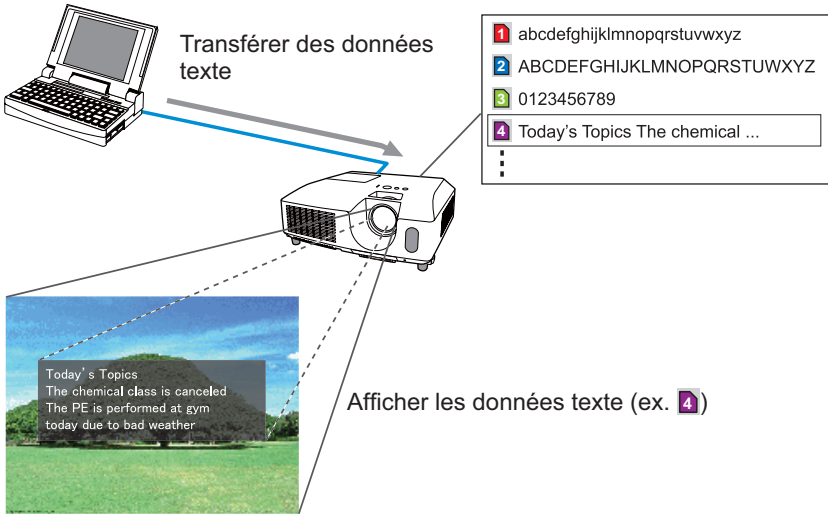 Transférer des données
texte
1 abcdefghijklmnopqrstuvwxyz
2 ABCDEFGHIJKLMNOPQRSTUWXYZ
3 0123456789
4 Today's Topics The chemical ...
Today's Topics
The chemical class is canceled
The PE is performed at gym
today due to bad weather
Afficher les données texte (ex. 4)